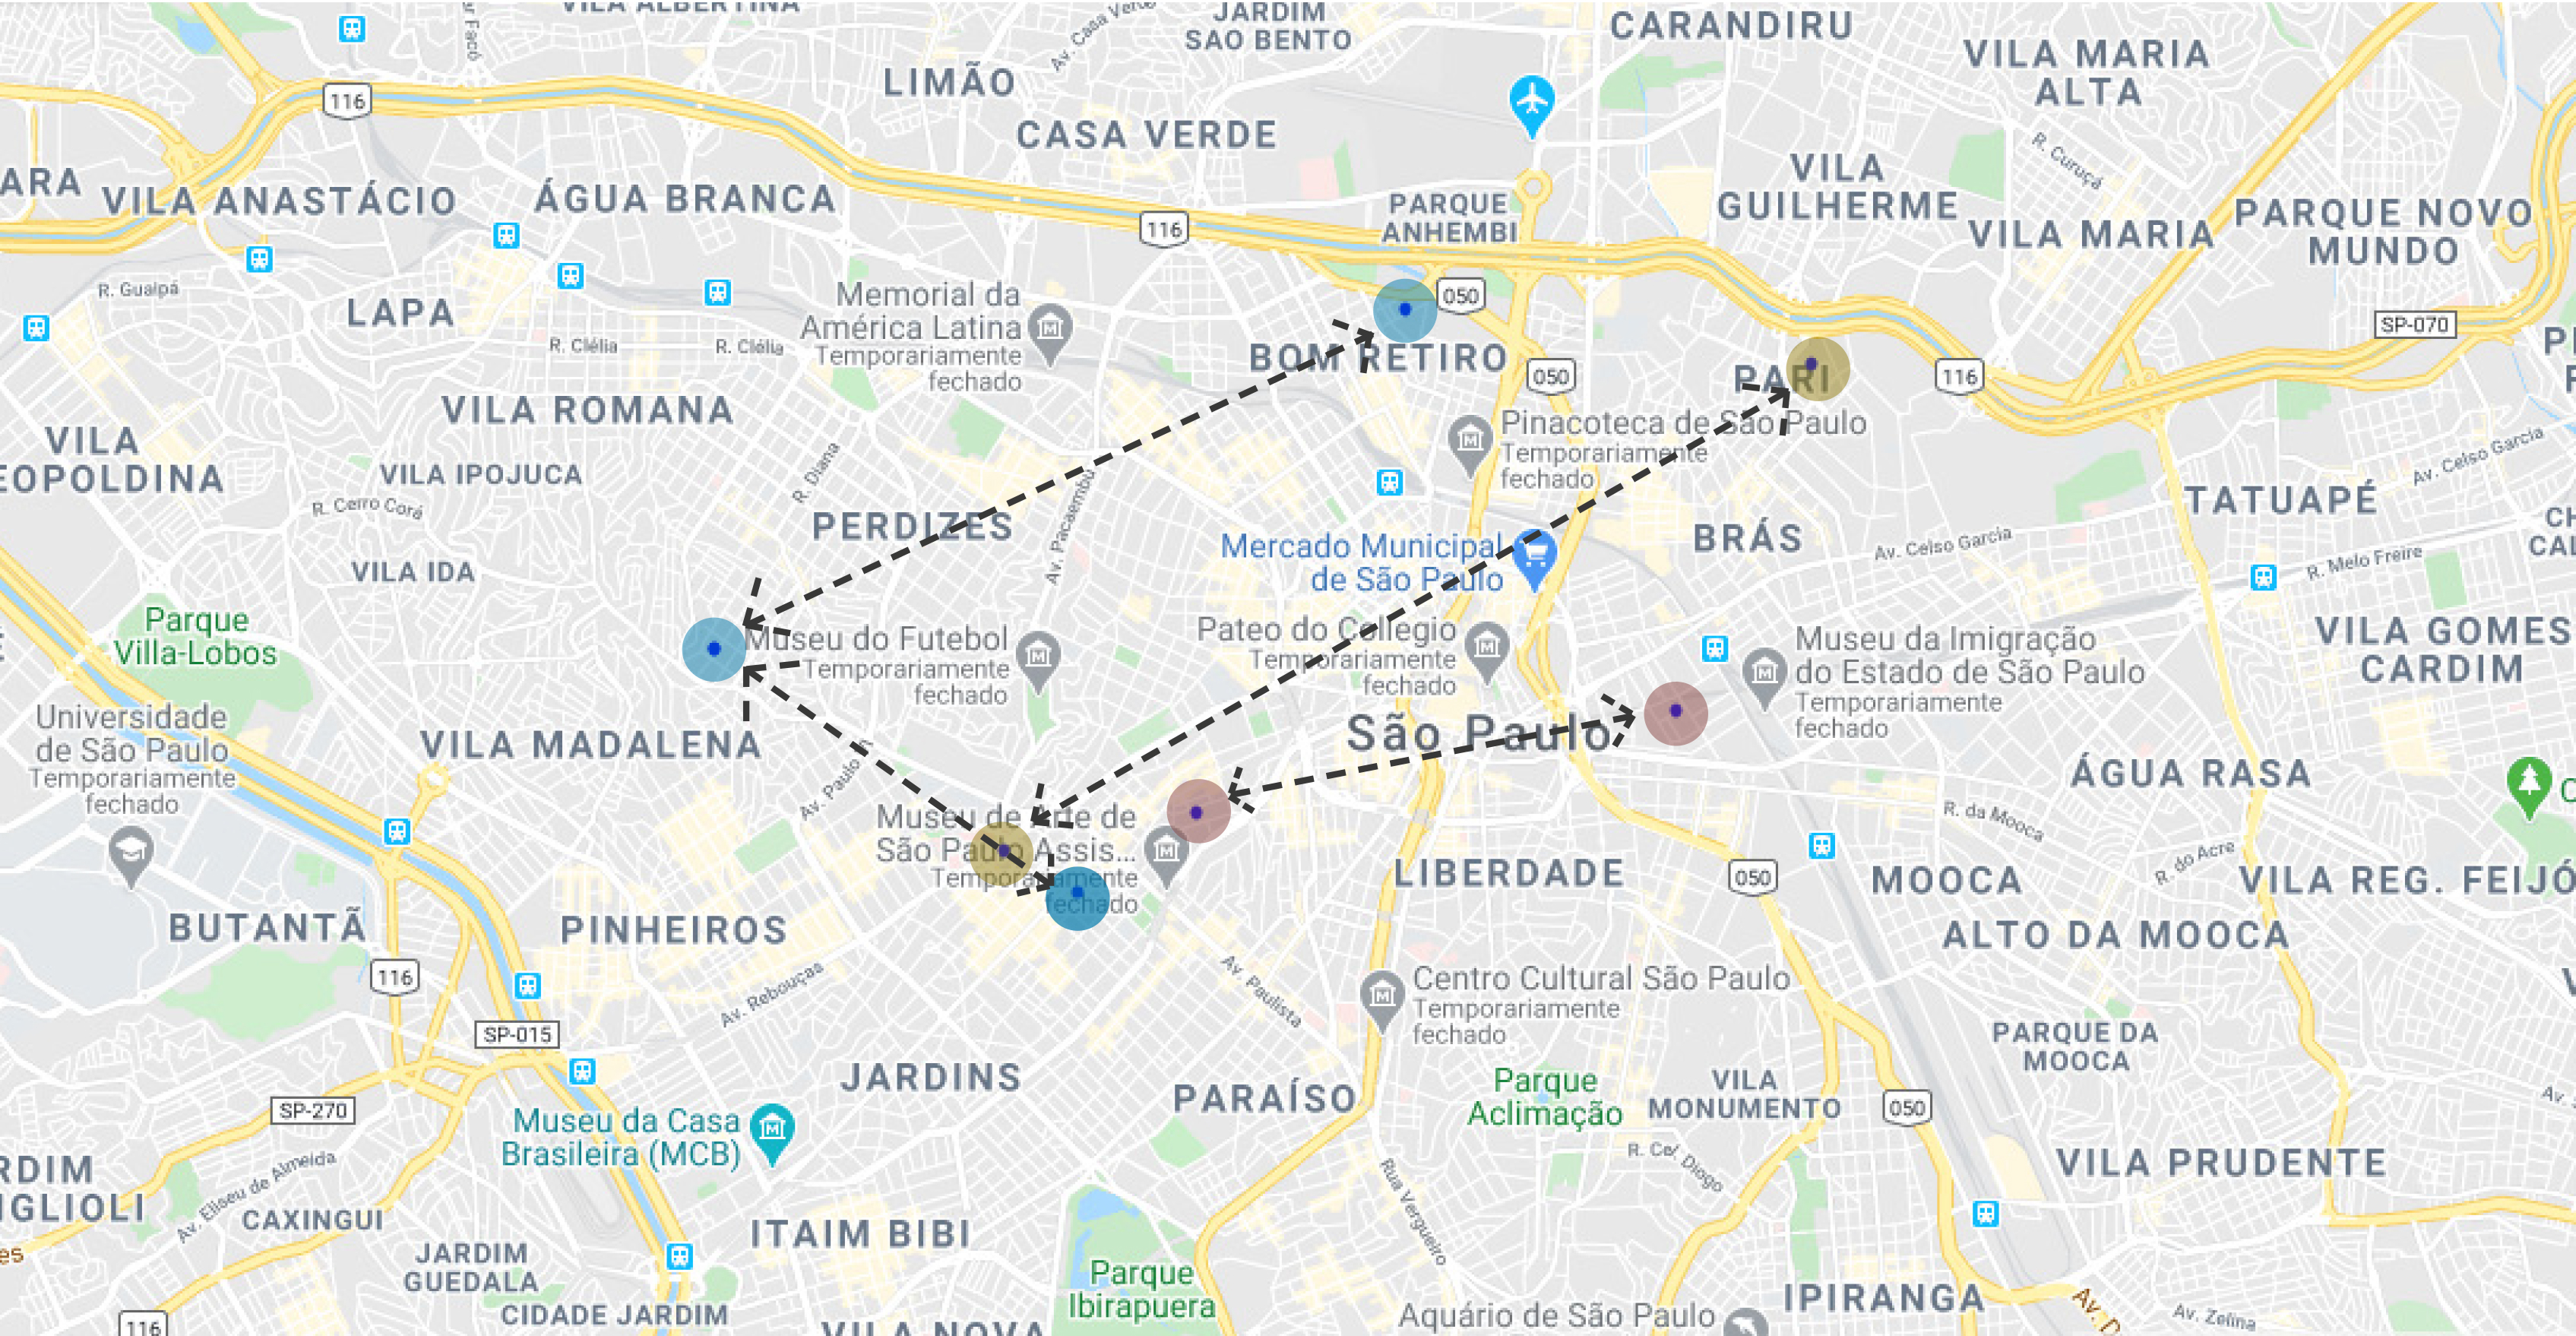 VILA ALBERTINA
JARDIM
SAO BENTO
CARANDIRU
VILA MARIA
ALTA
Av. Casa Verde
LIMÃO
116
CASA VERDE
ARA
VILA ANASTÁCIO
ÁGUA BRANCA
116
PARQUE
ANHEMBI
VILA
GUILHERME
R. Curuçá
VILA MARIA
PARQUE NOVO
MUNDO
R. Guaipá
LAPA
R. Clélia
R. Clélia
Memorial da
América Latina
Temporariamente
fechado
050
BOM RETIRO
050
PARI
116
SP-070
VILA ROMANA
VILA
EOPOLDINA
VILA IPOJUCA
R. Cerro Corá
R. Diana
Pinacoteca de São Paulo
Temporariamente
fechado
Av. Celso Garcia
TATUAPÉ
PERDIZES
Av. Pacaembu
Mercado Municipal
de São Paulo
BRÁS
Av. Celso Garcia
R. Melo Freire
CH
CAL
VILA IDA
Parque
Villa-Lobos
Museu do Futebol
Temporariamente
fechado
Pateo do Collegio
Temporariamente
fechado
Museu da Imigração
do Estado de São Paulo
Temporariamente
fechado
VILA GOMES
CARDIM
Universidade
de São Paulo
Temporariamente
fechado
VILA MADALENA
São Paulo
Av. Paulo
ÁGUA RASA
Museu de Arte de
São Paulo Assis...
Temporariamente
fechado
R. da Mooca
R. do Acre
LIBERDADE
050
MOOCA
VILA REG. FEIJÓ
BUTANTÃ
PINHEIROS
ALTO DA MOOCA
116
Av. Rebouças
Av. Paulista
Centro Cultural São Paulo
Temporariamente
fechado
SP-015
PARQUE DA
MOOCA
JARDINS
PARAÍSO
Parque
Aclimação
VILA
MONUMENTO
050
Av.
SP-270
Museu da Casa
Brasileira (MCB)
R. Cel. Diogo
RDIM
IGLIOLI
Av. Eliseu de Almeida
Rua Vergueiro
VILA PRUDENTE
CAXINGUI
ITAIM BIBI
es
JARDIM
GUEDALA
Parque
Ibirapuera
IPIRANGA
CIDADE JARDIM
Aquário de São Paulo
Av. D
Av. Zelina
116
VILA NOVA